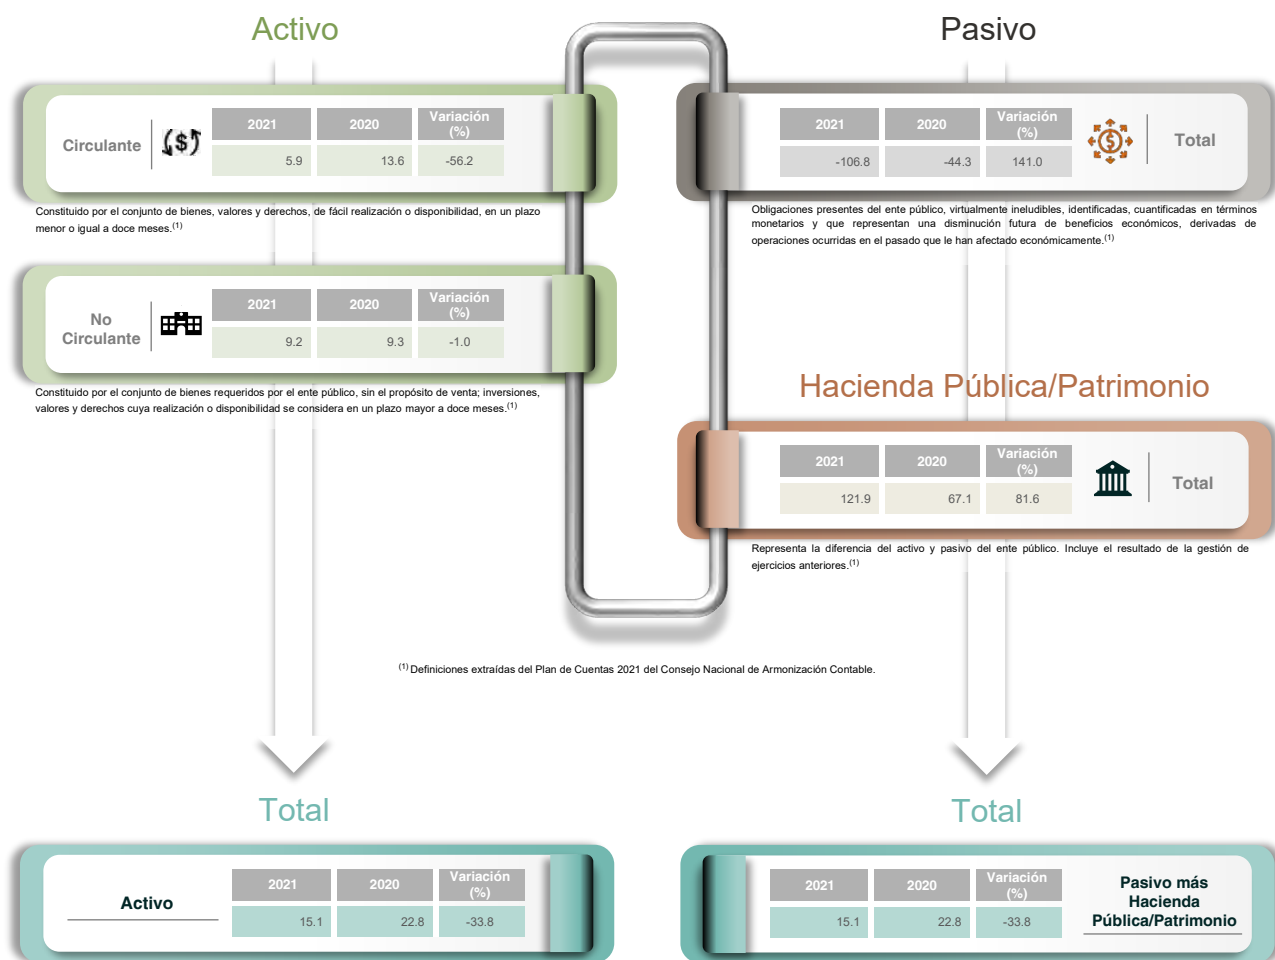 Activo
Circulante
2021 2020 Variación
(%)
5.9 13.6 -56.2
Constituido por el conjunto de bienes, valores y derechos, de fácil realización o disponibilidad, en un plazo
menor o igual a doce meses.(1)
No
Circulante
2021 2020 Variación
(%)
9.2 9.3 -1.0
Constituido por el conjunto de bienes requeridos por el ente público, sin el propósito de venta; inversiones,
valores y derechos cuya realización o disponibilidad se considera en un plazo mayor a doce meses.(1)
Pasivo
2021 2020 Variación
(%)
-106.8 -44.3 141.0
Total
Obligaciones presentes del ente público, virtualmente ineludibles, identificadas, cuantificadas en términos
monetarios y que representan una disminución futura de beneficios económicos, derivadas de
operaciones ocurridas en el pasado que le han afectado económicamente.(1)
Hacienda Pública/Patrimonio
2021 2020 Variación
(%)
121.9 67.1 81.6
Total
Representa la diferencia del activo y pasivo del ente público. Incluye el resultado de la gestión de
ejercicios anteriores.(1)
(1) Definiciones extraídas del Plan de Cuentas 2021 del Consejo Nacional de Armonización Contable.
Total
Activo
2021 2020 Variación
(%)
15.1 22.8 -33.8
Total
2021 2020 Variación
(%)
15.1 22.8 -33.8
Pasivo más
Hacienda
Pública/Patrimonio